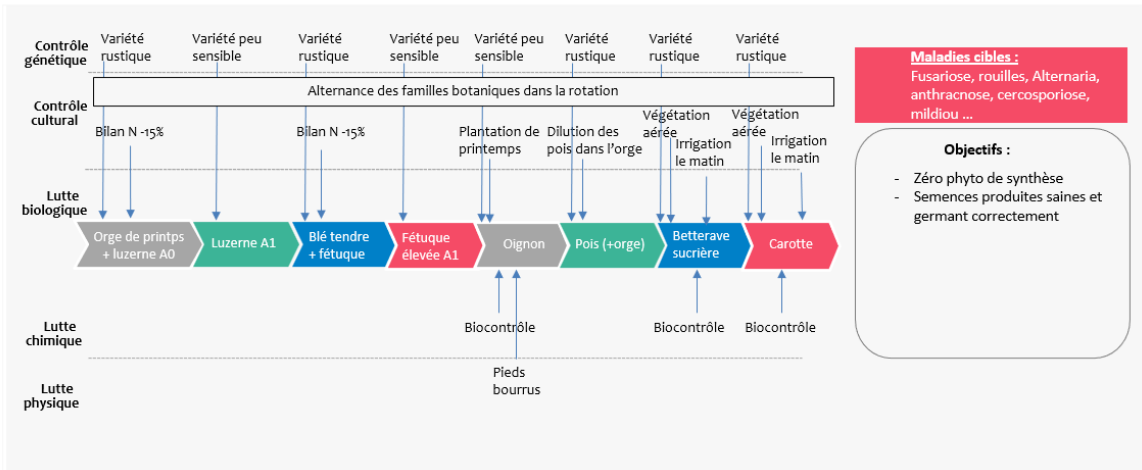 Contrôle
génétique
Variété
rustique
Variété peu
sensible
Variété
rustique
Variété peu
sensible
Variété peu
sensible
Variété
rustique
Variété
rustique
Variété
rustique
Alternance des familles botaniques dans la rotation
Contrôle
cultural
Bilan N -15%
Bilan N -15%
Plantation de
printemps
Dilution des
pois dans l'orge
Végétation
aérée
Irrigation
le matin
Végétation
aérée
Irrigation
le matin
Lutte
biologique
Orge de printps
+ luzerne A0
Luzerne A1
Blé tendre
+ fétuque
Fétuque
élevée A1
Oignon
Pois (+orge)
Betterave
sucrière
Carotte
Lutte
chimique
Biocontrôle
Biocontrôle
Biocontrôle
Lutte
physique
Pieds
bourrus
Maladies cibles :
Fusariose, rouilles, Alternaria,
anthracnose, cercosporiose,
mildiou ...
Objectifs :
- Zéro phyto de synthèse
- Semences produites saines et
germant correctement